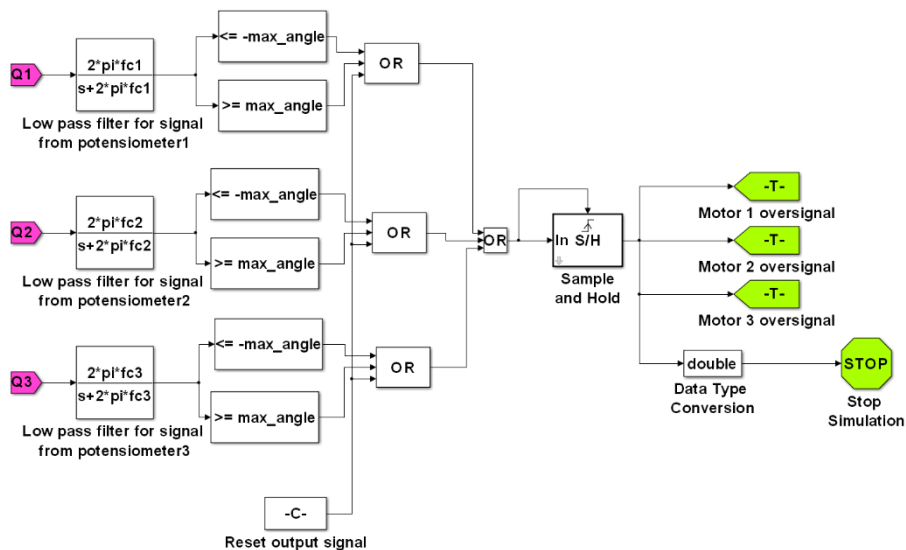 Q1
2*pi*fc1
s+2*pi*fc1
Low pass filter for signal
from potensiometer1
<= -max_angle
>= max_angle
OR
Q2
2*pi*fc2
s+2*pi*fc2
Low pass filter for signal
from potensiometer2
<= -max_angle
>= max_angle
OR
OR
In S/H
Sample
and Hold
-T-
Motor 1 oversignal
-T-
Motor 2 oversignal
-T-
Motor 3 oversignal
Q3
2*pi*fc3
s+2*pi*fc3
Low pass filter for signal
from potensiometer3
<= -max_angle
>= max_angle
OR
double
Data Type
Conversion
STOP
Stop
Simulation
-C-
Reset output signal